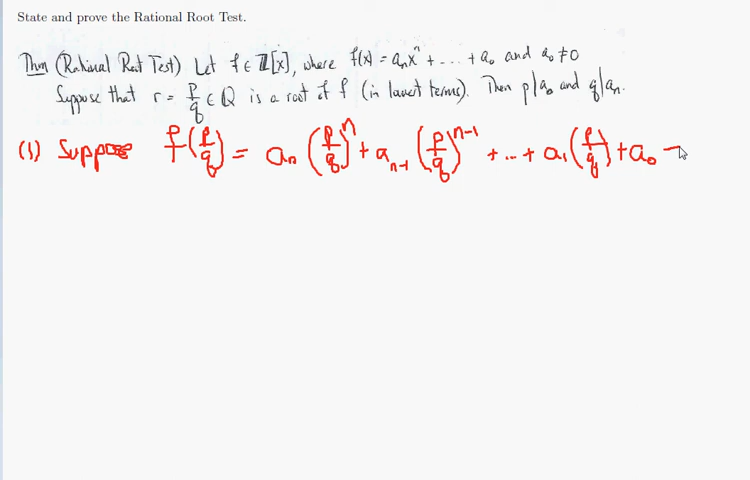 State and prove the Rational Root Test.
Thm (Rational Root Test) Let f ∈ ℤ[x], where f(x) = aₙxⁿ + ... + a₀ and a₀ ≠ 0
Suppose that r = p/q ∈ Q is a root of f (in lowest terms). Then p|a₀ and q|aₙ.
(1) Suppose f(p/q) = aₙ(p/q)ⁿ + aₙ₋₁(p/q)ⁿ⁻¹ + ... + a₁(p/q) + a₀ -